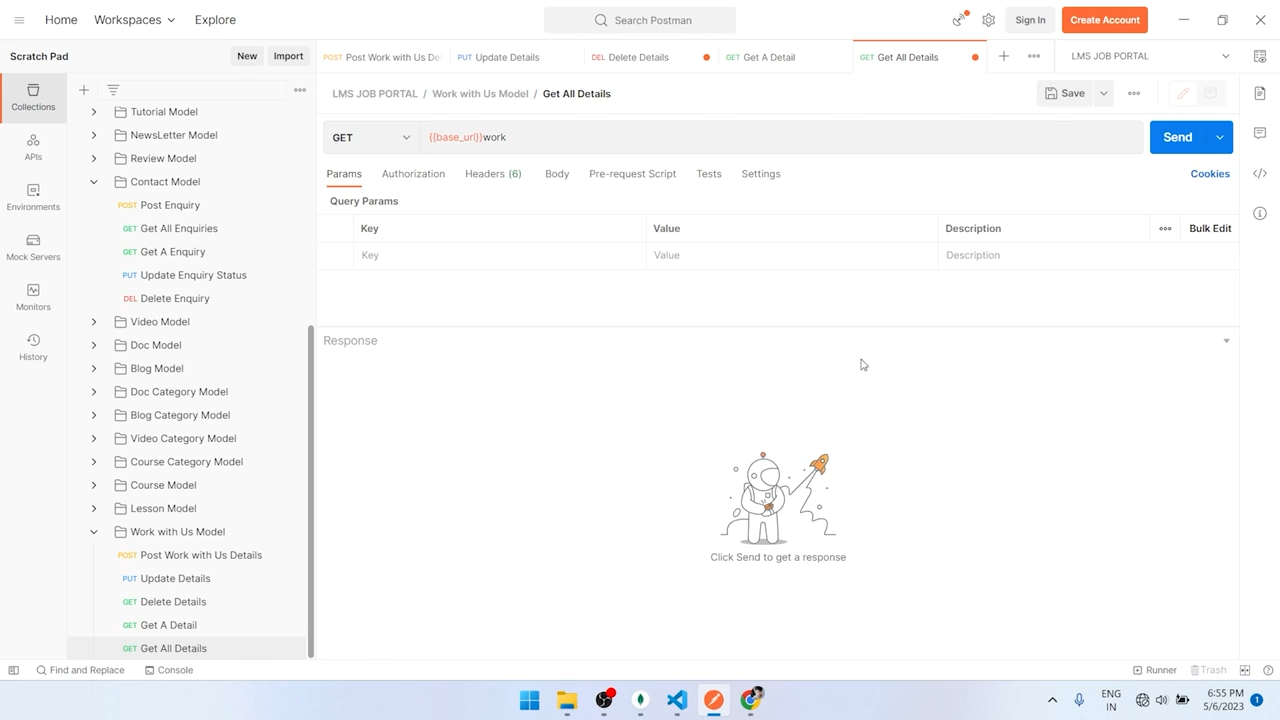 Home Workspaces Explore Search Postman Sign In Create Account
Scratch Pad New Import
POST Post Work with Us De PUT Update Details DEL Delete Details GET Get A Detail GET Get All Details LMS JOB PORTAL
LMS JOB PORTAL / Work with Us Model / Get All Details Save
GET {{base_url}}work Send
Params Authorization Headers (6) Body Pre-request Script Tests Settings Cookies
Query Params
Key Value Description Bulk Edit
Key Value Description
Response
Click Send to get a response
Collections
APIs
Environments
Mock Servers
Monitors
History
Tutorial Model
NewsLetter Model
Review Model
Contact Model
POST Post Enquiry
GET Get All Enquiries
GET Get A Enquiry
PUT Update Enquiry Status
DEL Delete Enquiry
Video Model
Doc Model
Blog Model
Doc Category Model
Blog Category Model
Video Category Model
Course Category Model
Course Model
Lesson Model
Work with Us Model
POST Post Work with Us Details
PUT Update Details
GET Delete Details
GET Get A Detail
GET Get All Details
Find and Replace Console Runner Trash
ENG
IN
6:55 PM
5/6/2023
1